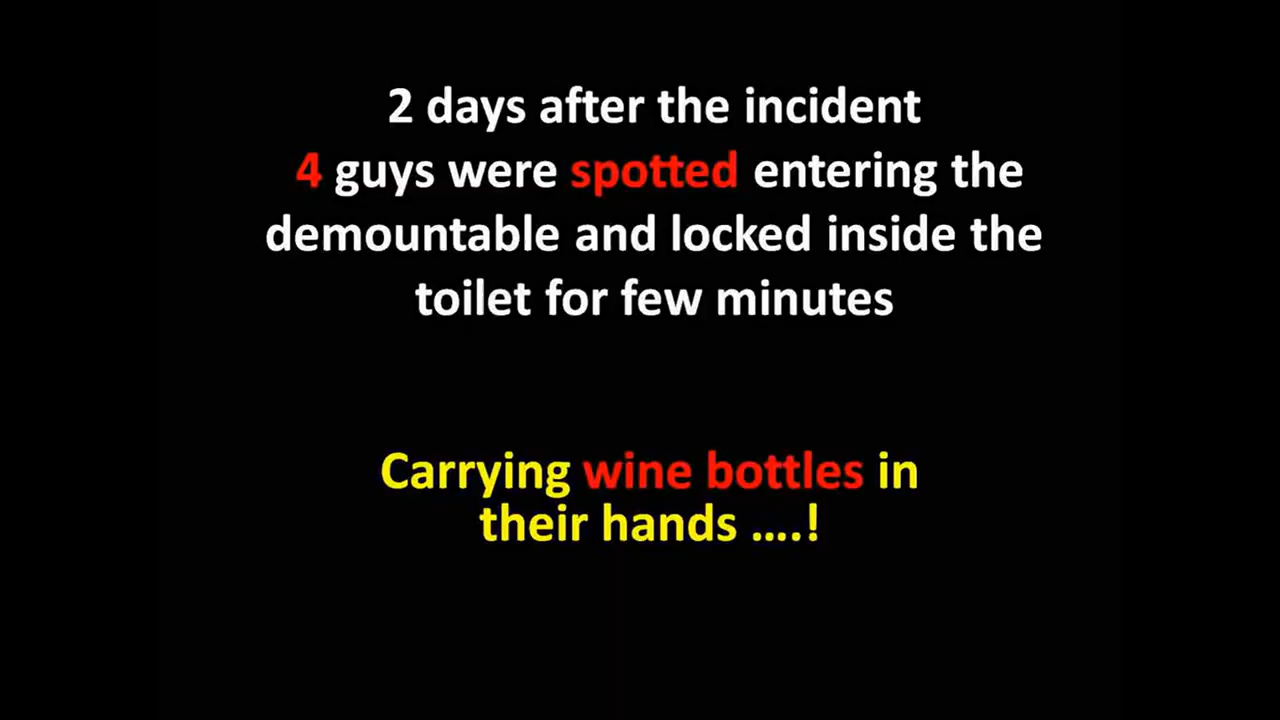 2 days after the incident
4 guys were spotted entering the
demountable and locked inside the
toilet for few minutes
Carrying wine bottles in
their hands ....!